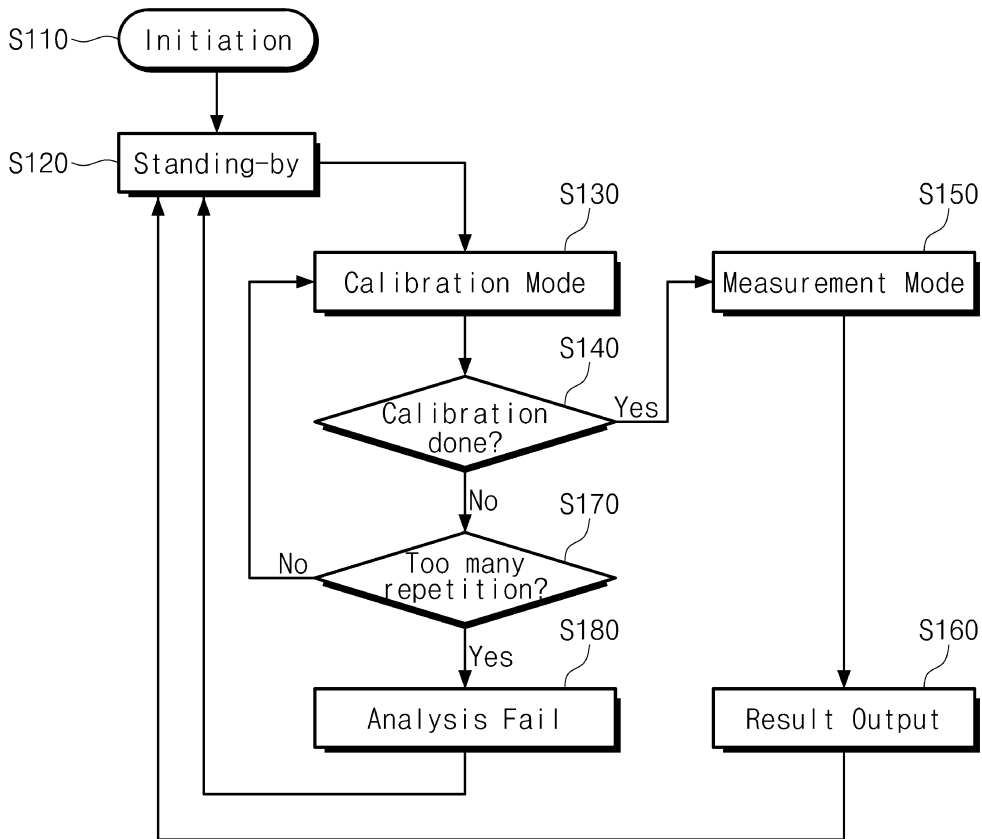 S110
Initiation
S120
Standing-by
S130
S150
Calibration Mode
Measurement Mode
S140
Calibration
done?
Yes
No
S170
Too many
repetition?
No
Yes
S180
S160
Analysis Fail
Result Output